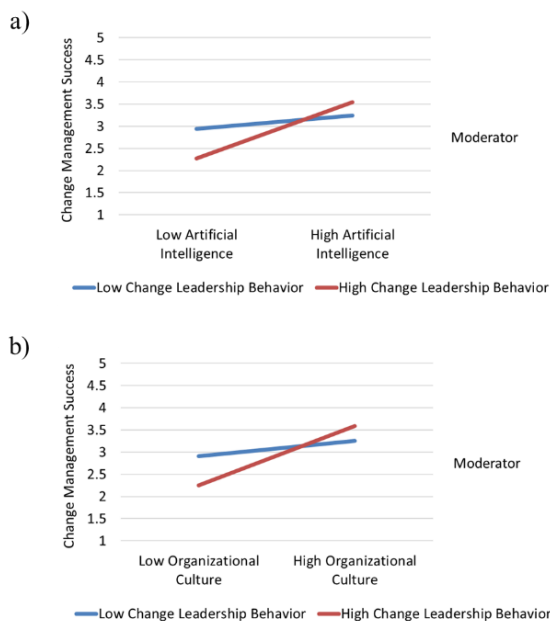 a)
Change Management Success
5
4.5
4
3.5
3
2.5
2
1.5
1
Low Artificial
Intelligence
High Artificial
Intelligence
Moderator
Low Change Leadership Behavior
High Change Leadership Behavior
b)
Change Management Success
5
4.5
4
3.5
3
2.5
2
1.5
1
Low Organizational
Culture
High Organizational
Culture
Moderator
Low Change Leadership Behavior
High Change Leadership Behavior